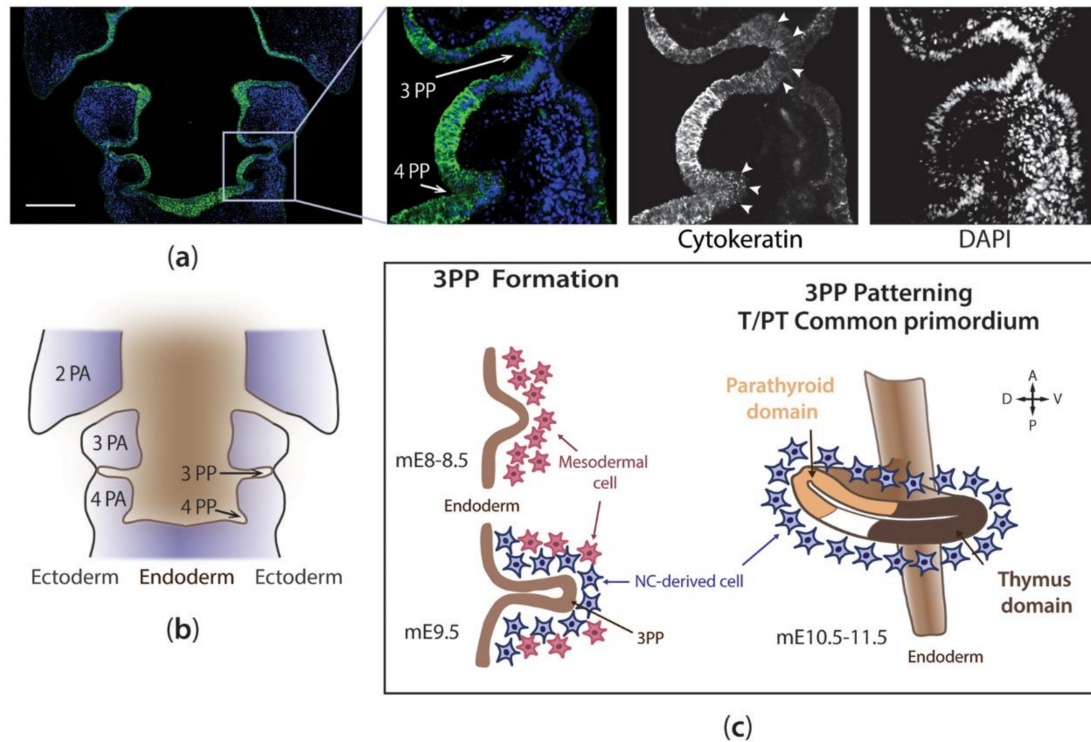 3 PP
4 PP
Cytokeratin
DAPI
(a)
2 PA
3 PA
4 PA
3 PP
4 PP
Ectoderm
Endoderm
Ectoderm
(b)
3PP Formation
mE8-8.5
Endoderm
Mesodermal
cell
mE9.5
NC-derived cell
3PP
3PP Patterning
T/PT Common primordium
Parathyroid
domain
A
D
V
P
Thymus
domain
mE10.5-11.5
Endoderm
(c)